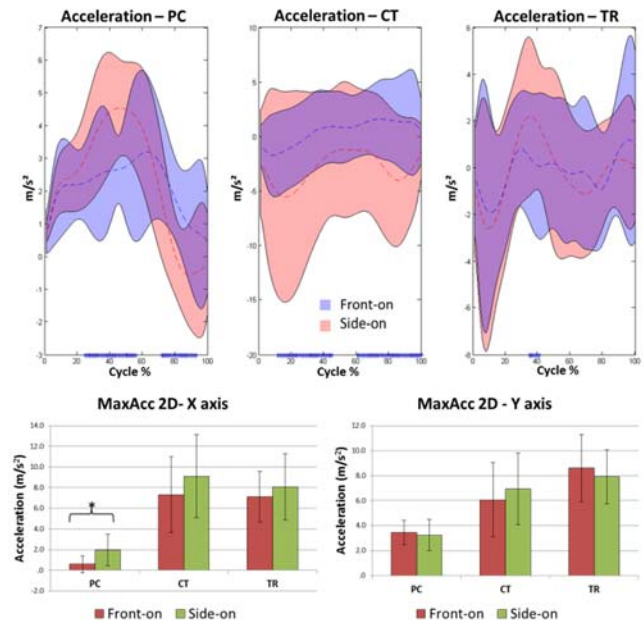 Acceleration – PC
Acceleration – CT
Acceleration – TR
m/s²
7
6
5
4
3
2
1
0
-1
-2
-3
0 20 40 60 80 100
Cycle %
m/s²
10
5
0
-5
-10
-15
-20
0 20 40 60 80 100
Cycle %
Front-on
Side-on
m/s²
6
4
2
0
-2
-4
-6
-8
0 20 40 60 80 100
Cycle %
MaxAcc 2D- X axis
Acceleration (m/s²)
14.0
12.0
10.0
8.0
6.0
4.0
2.0
.0
-2.0
*
PC CT TR
Front-on Side-on
MaxAcc 2D - Y axis
Acceleration (m/s²)
12.0
10.0
8.0
6.0
4.0
2.0
.0
PC CT TR
Front-on Side-on